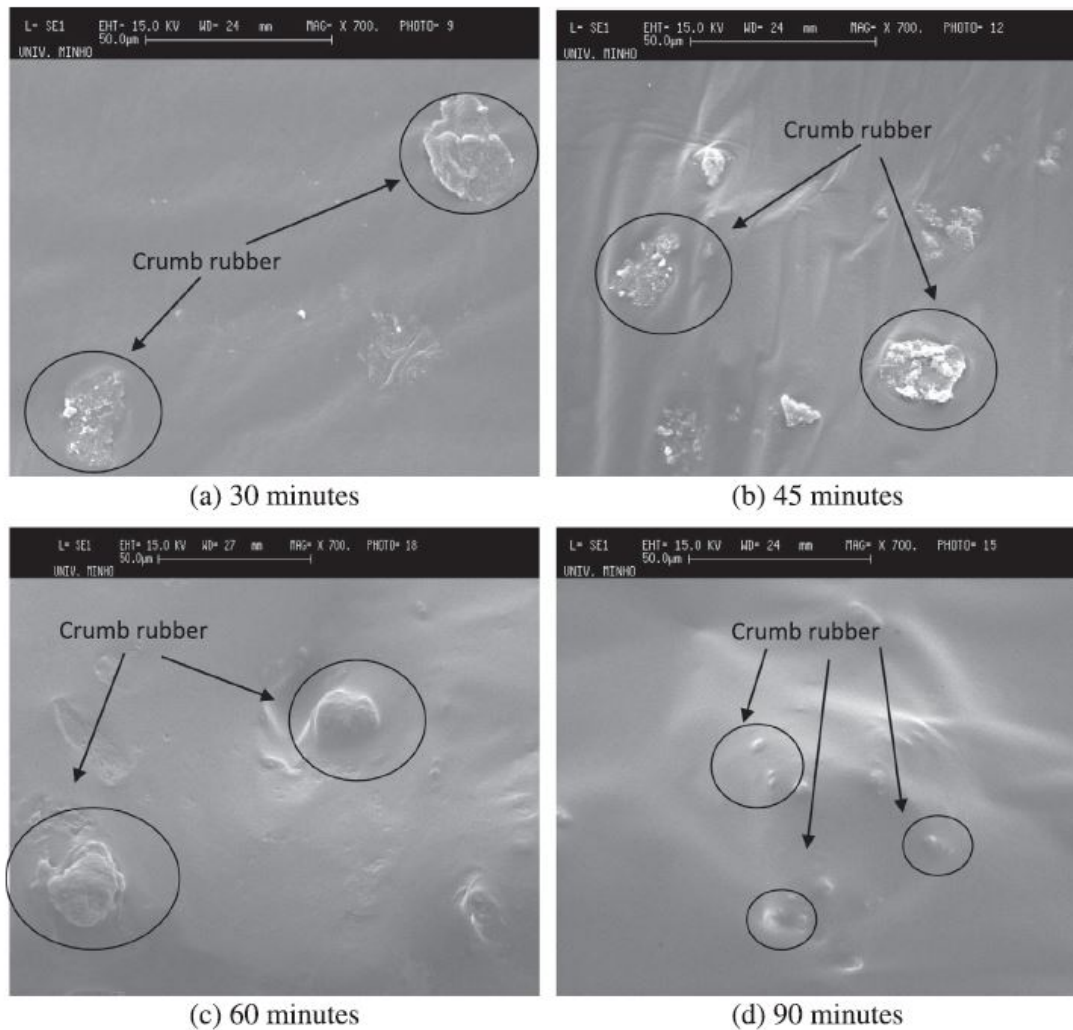 L= SE1 EHT= 15.0 KV WD= 24 mm MAG= X 700. PHOTO= 9
50.0µm
UNIV. MINHO
Crumb rubber
(a) 30 minutes
L= SE1 EHT= 15.0 KV WD= 24 mm MAG= X 700. PHOTO= 12
50.0µm
UNIV. MINHO
Crumb rubber
(b) 45 minutes
L= SE1 EHT= 15.0 KV WD= 27 mm MAG= X 700. PHOTO= 18
50.0µm
UNIV. MINHO
Crumb rubber
(c) 60 minutes
L= SE1 EHT= 15.0 KV WD= 24 mm MAG= X 700. PHOTO= 15
50.0µm
UNIV. MINHO
Crumb rubber
(d) 90 minutes